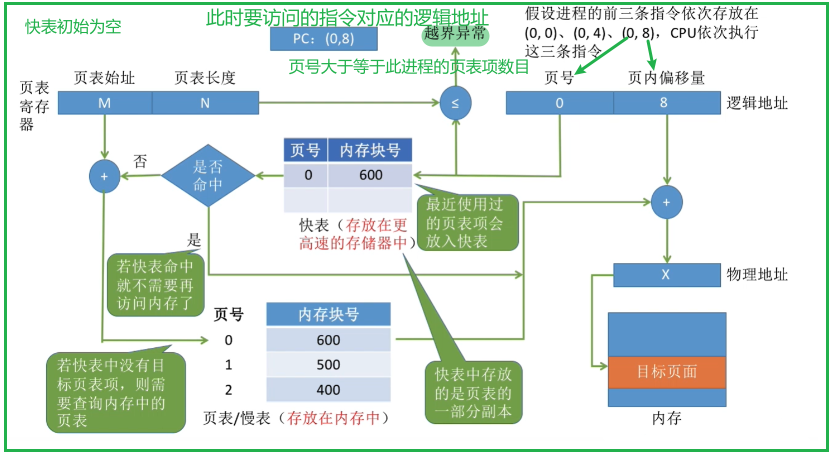 快表初始为空
此时要访问的指令对应的逻辑地址
PC：(0,8)
越界异常
假设进程的前三条指令依次存放在
(0, 0)、(0, 4)、(0, 8)，CPU依次执行
这三条指令
页号大于等于此进程的页表项数目
页表始址
页表长度
页号
页内偏移量
页表
寄存
器
M
N
≤
0
8
逻辑地址
页号
内存块号
0
600
是否
命中
否
+
+
快表（存放在更
高速的存储器中）
最近使用过
的页表项会
放入快表
是
若快表命中
就不需要再
访问内存了
X
物理地址
页号
内存块号
0
600
1
500
2
400
页表/慢表（存放在内存中）
若快表中没有目
标页表项，则需
要查询内存中的
页表
快表中存放
的是页表的
一部分副本
目标页面
内存